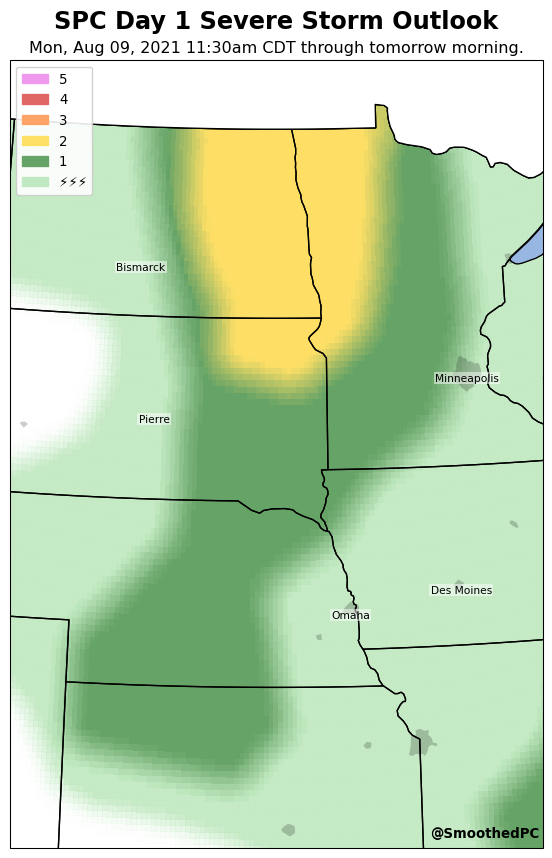 SPC Day 1 Severe Storm Outlook
Mon, Aug 09, 2021 11:30am CDT through tomorrow morning.
5
4
3
2
1
⚡⚡⚡
Bismarck
Minneapolis
Pierre
Des Moines
Omaha
@SmoothedPC